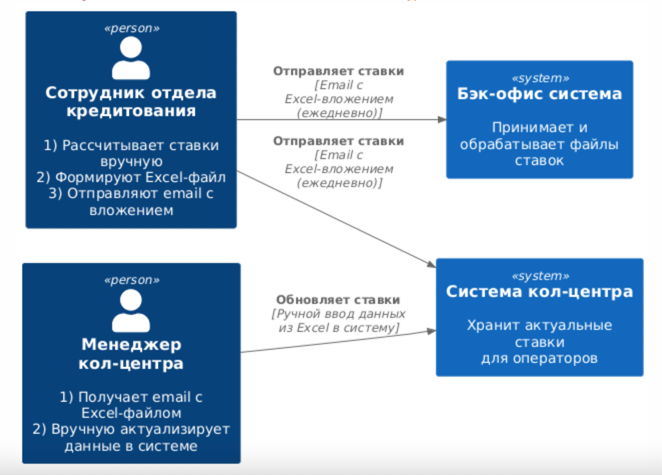 «person»
Сотрудник отдела
кредитования
1) Рассчитывает ставки
вручную
2) Формируют Excel-файл
3) Отправляют email с
вложением
Отправляет ставки
[Email с
Excel-вложением
(ежедневно)]
Отправляет ставки
[Email с
Excel-вложением
(ежедневно)]
«system»
Бэк-офис система
Принимает и
обрабатывает файлы
ставок
«person»
Менеджер
кол-центра
1) Получает email с
Excel-файлом
2) Вручную актуализирует
данные в системе
Обновляет ставки
[Ручной ввод данных
из Excel в систему]
«system»
Система кол-центра
Хранит актуальные
ставки
для операторов